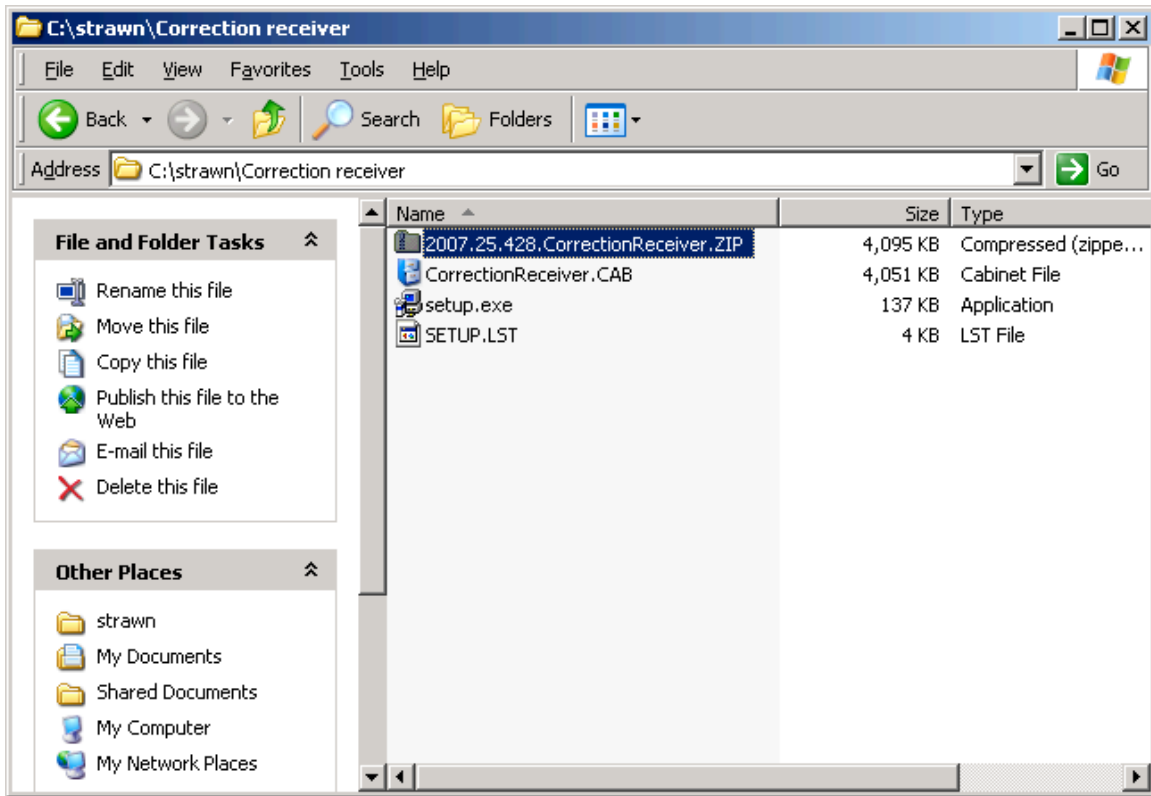 C:\strawn\Correction receiver
File Edit View Favorites Tools Help
Back Search Folders
Address C:\strawn\Correction receiver Go
File and Folder Tasks
Rename this file
Move this file
Copy this file
Publish this file to the
Web
E-mail this file
Delete this file
Other Places
strawn
My Documents
Shared Documents
My Computer
My Network Places
Name Size Type
2007.25.428.CorrectionReceiver.ZIP 4,095 KB Compressed (zippe...
CorrectionReceiver.CAB 4,051 KB Cabinet File
setup.exe 137 KB Application
SETUP.LST 4 KB LST File